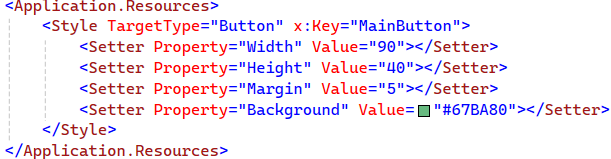 <Application.Resources>
    <Style TargetType="Button" x:Key="MainButton">
        <Setter Property="Width" Value="90"></Setter>
        <Setter Property="Height" Value="40"></Setter>
        <Setter Property="Margin" Value="5"></Setter>
        <Setter Property="Background" Value="#67BA80"></Setter>
    </Style>
</Application.Resources>